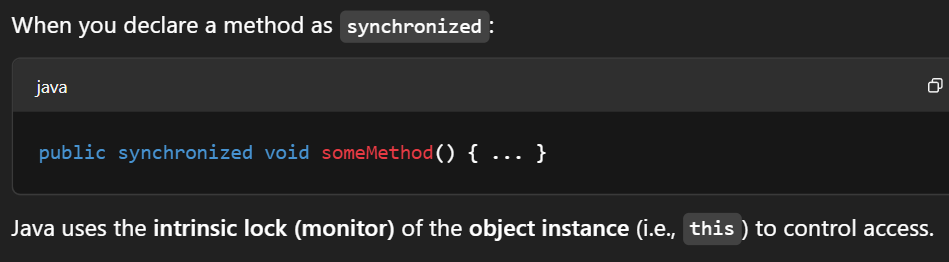 When you declare a method as synchronized:
java
public synchronized void someMethod() { ... }
Java uses the intrinsic lock (monitor) of the object instance (i.e., this) to control access.